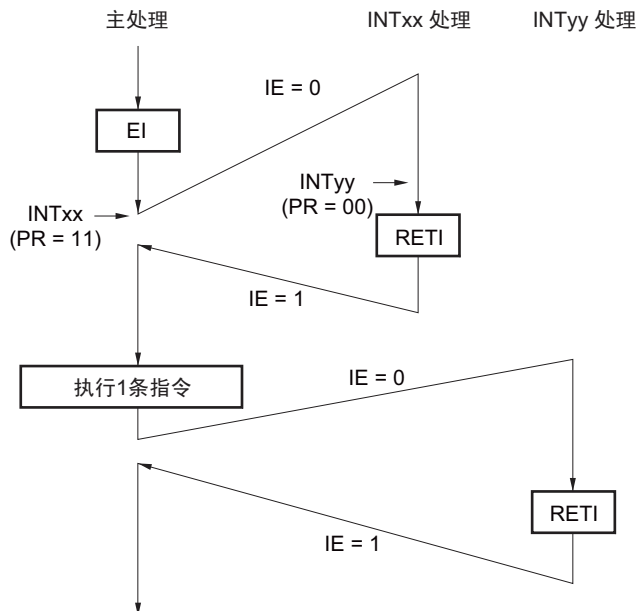 主处理
INTxx 处理
INTyy 处理
IE = 0
EI
INTxx
(PR = 11)
INTyy
(PR = 00)
RETI
IE = 1
执行1条指令
IE = 0
RETI
IE = 1